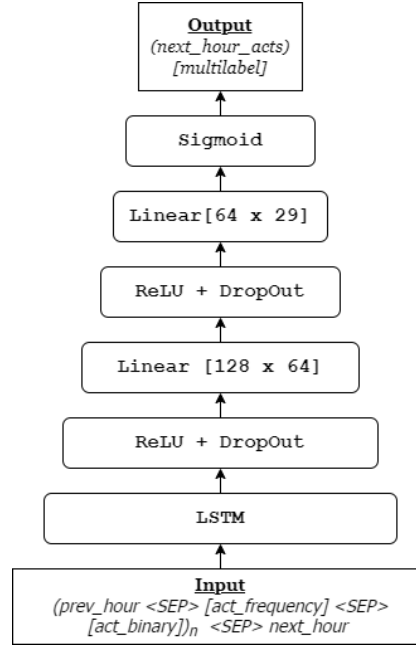 Output
(next_hour_acts)
[multilabel]
Sigmoid
Linear[64 x 29]
ReLU + DropOut
Linear [128 x 64]
ReLU + DropOut
LSTM
Input
(prev_hour <SEP> [act_frequency] <SEP>
[act_binary])n <SEP> next_hour